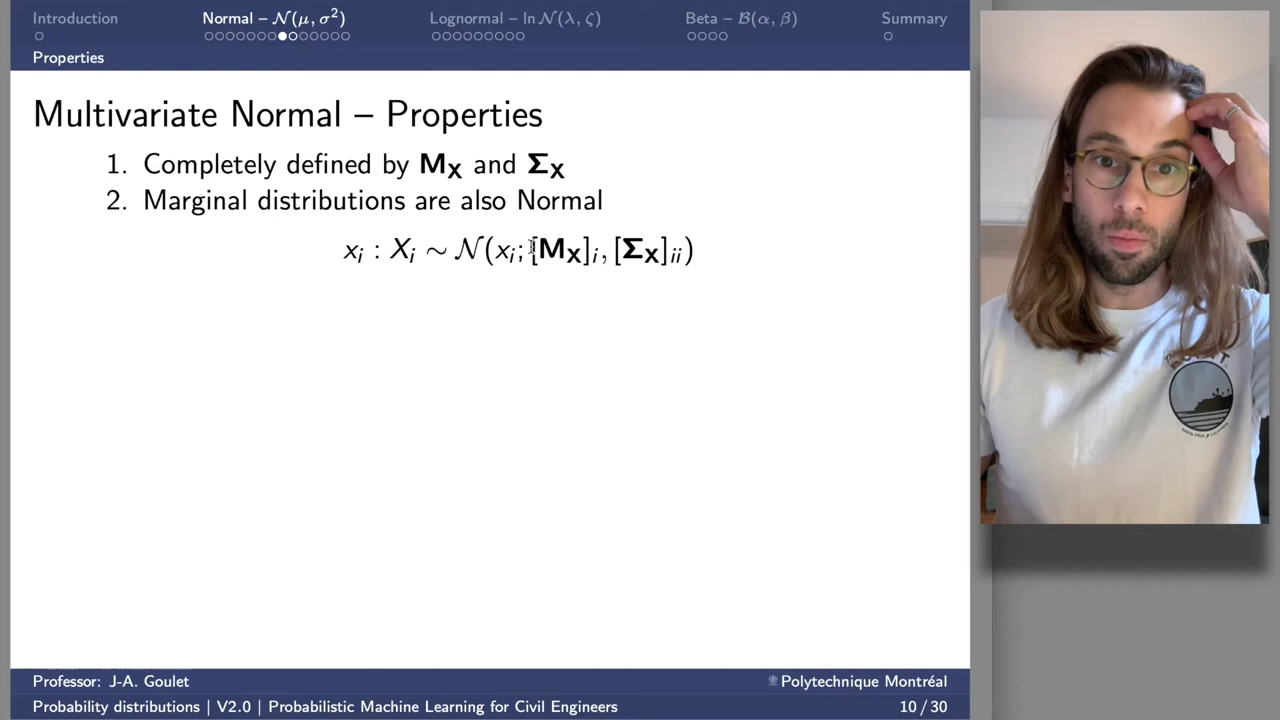 Introduction
Normal – 𝒩(μ, σ²)
Lognormal – ln 𝒩(λ, ζ)
Beta – ℬ(α, β)
Summary
Properties
Multivariate Normal – Properties
1. Completely defined by M_X and Σ_X
2. Marginal distributions are also Normal
x_i : X_i ∼ 𝒩(x_i; [M_X]_i, [Σ_X]_ii)
Professor: J-A. Goulet
Polytechnique Montréal
Probability distributions | V2.0 | Probabilistic Machine Learning for Civil Engineers
10 / 30